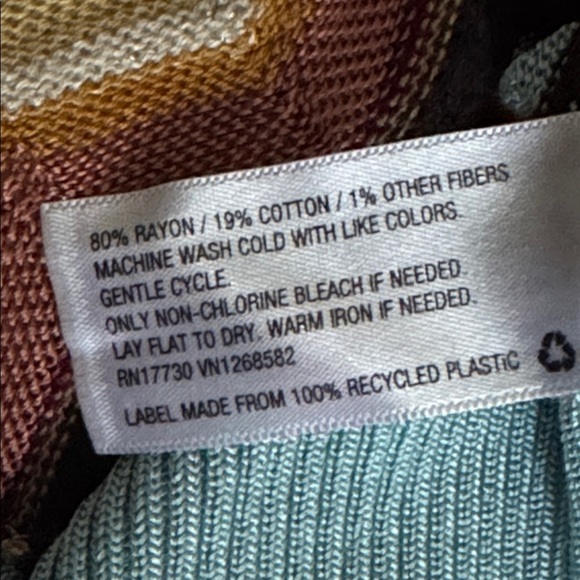 80% RAYON / 19% COTTON / 1% OTHER FIBERS
MACHINE WASH COLD WITH LIKE COLORS.
GENTLE CYCLE.
ONLY NON-CHLORINE BLEACH IF NEEDED.
LAY FLAT TO DRY. WARM IRON IF NEEDED.
RN17730 VN1268582
LABEL MADE FROM 100% RECYCLED PLASTIC